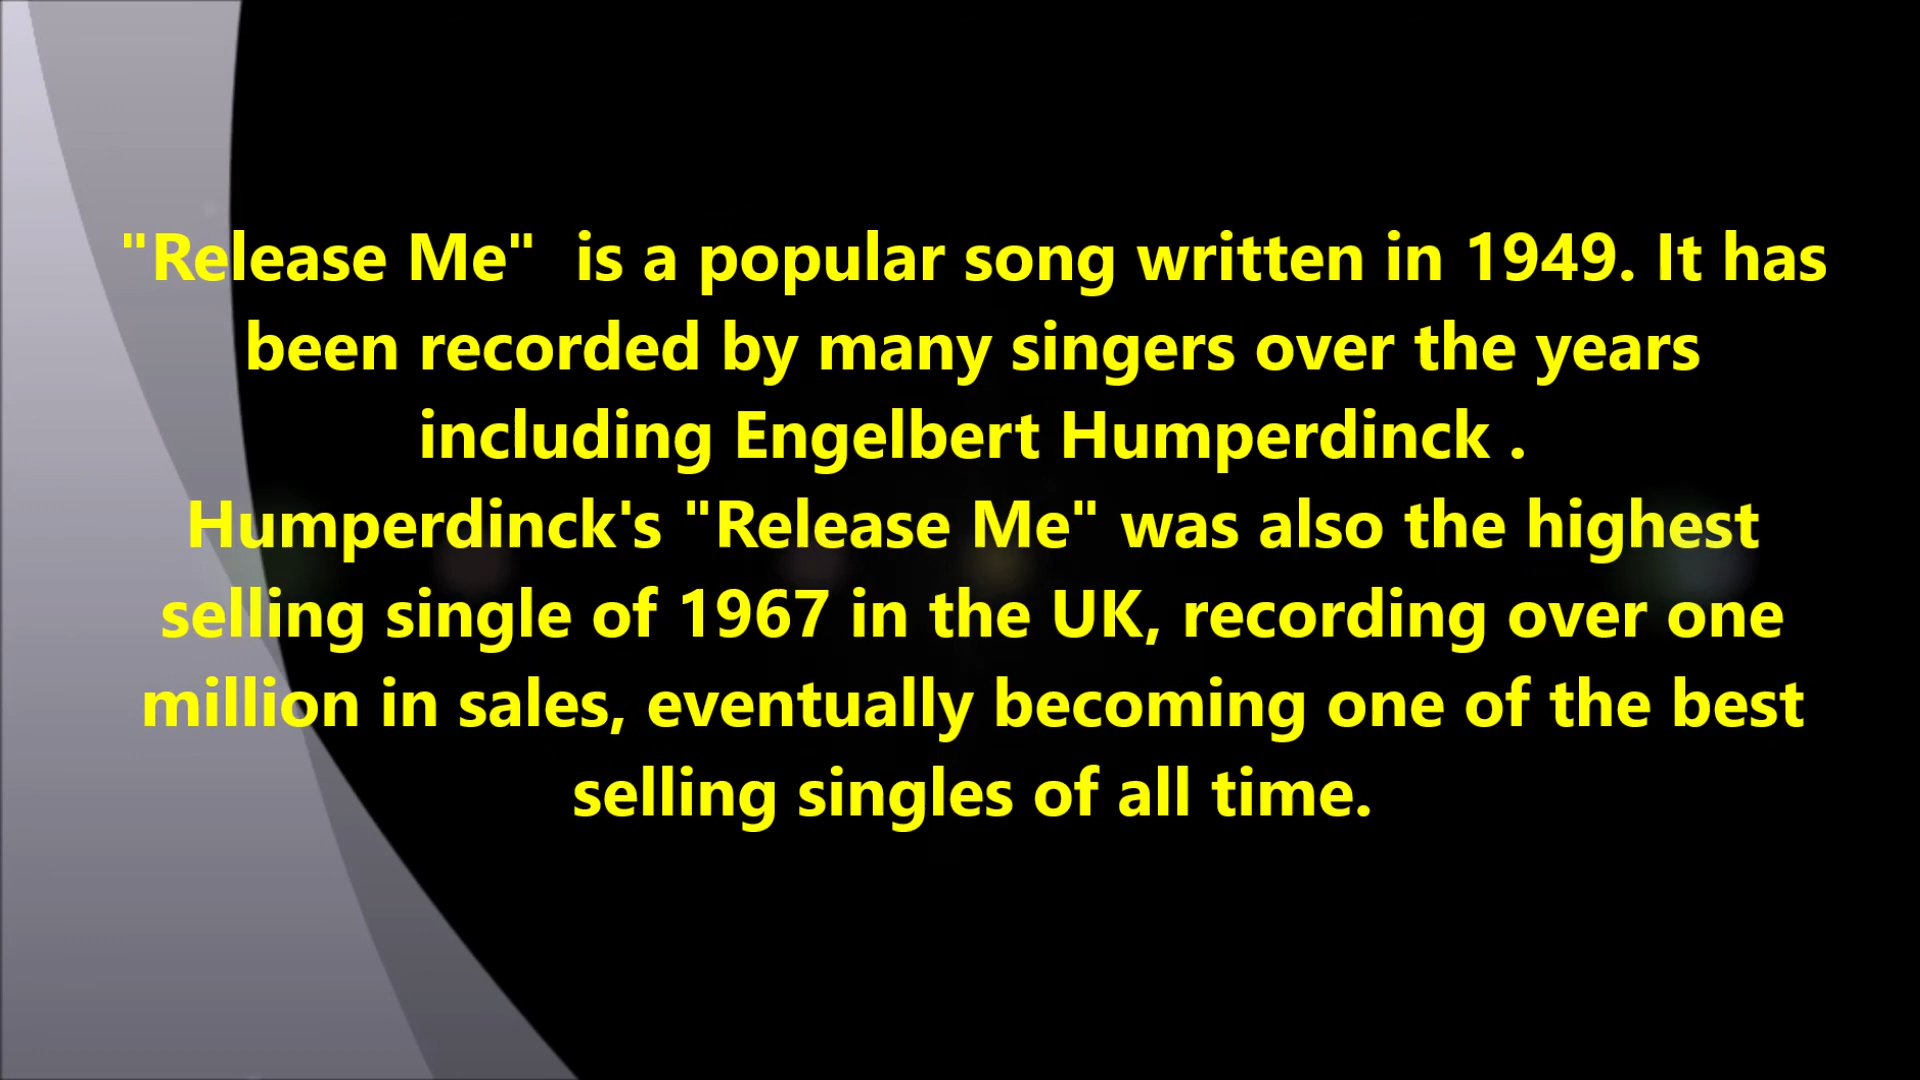 "Release Me"  is a popular song written in 1949. It has
been recorded by many singers over the years
including Engelbert Humperdinck .
Humperdinck's "Release Me" was also the highest
selling single of 1967 in the UK, recording over one
million in sales, eventually becoming one of the best
selling singles of all time.